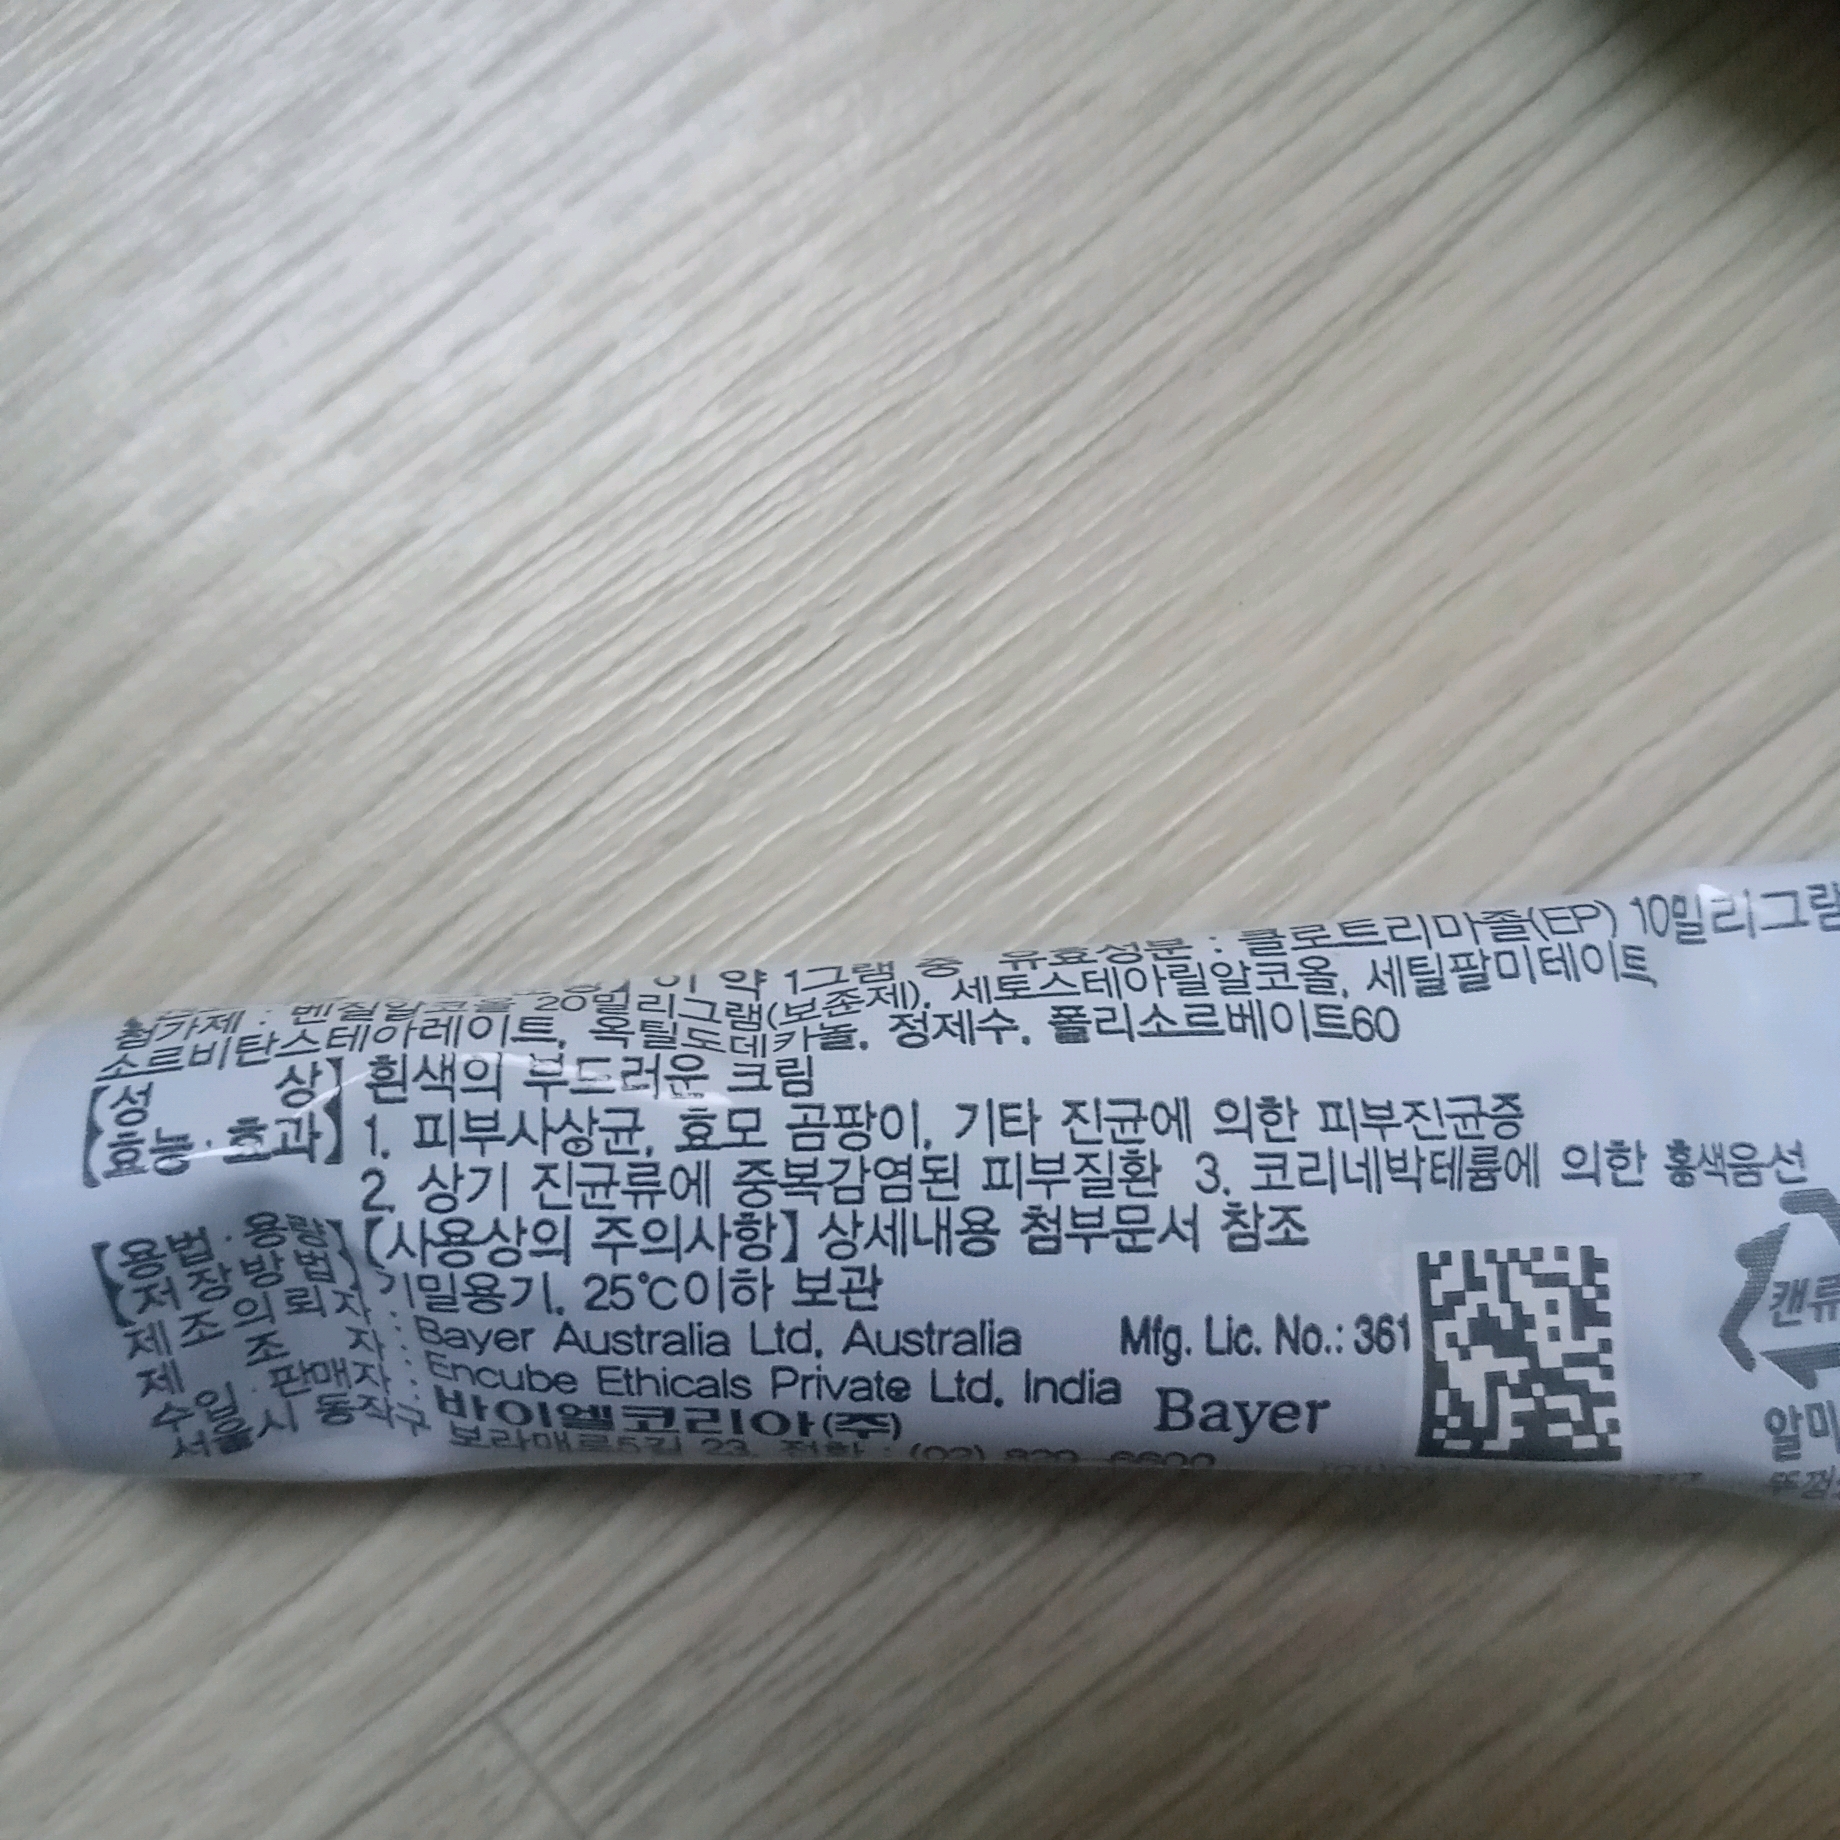 이 약 1그램 중 유효성분 : 클로트리마졸(EP) 10밀리그램
첨가제 : 벤질알코올 20밀리그램(보존제), 세토스테아릴알코올, 세틸팔미테이트
소르비탄스테아레이트, 옥틸도데카놀, 정제수, 폴리소르베이트60
【성 상】 흰색의 부드러운 크림
【효능·효과】 1. 피부사상균, 효모 곰팡이, 기타 진균에 의한 피부진균증
2. 상기 진균류에 중복감염된 피부질환 3. 코리네박테륨에 의한 홍색음선
【용법·용량】【사용상의 주의사항】 상세내용 첨부문서 참조
【저장방법】 기밀용기, 25℃이하 보관
제조의뢰자 : Bayer Australia Ltd, Australia Mfg. Lic. No.: 361
제 조 자 : Encube Ethicals Private Ltd, India
수입·판매자 : 바이엘코리아(주) Bayer
서울시 동작구 보라매로5길 23, 전화 : (02) 829-6600
캔류
알미
뚜껑